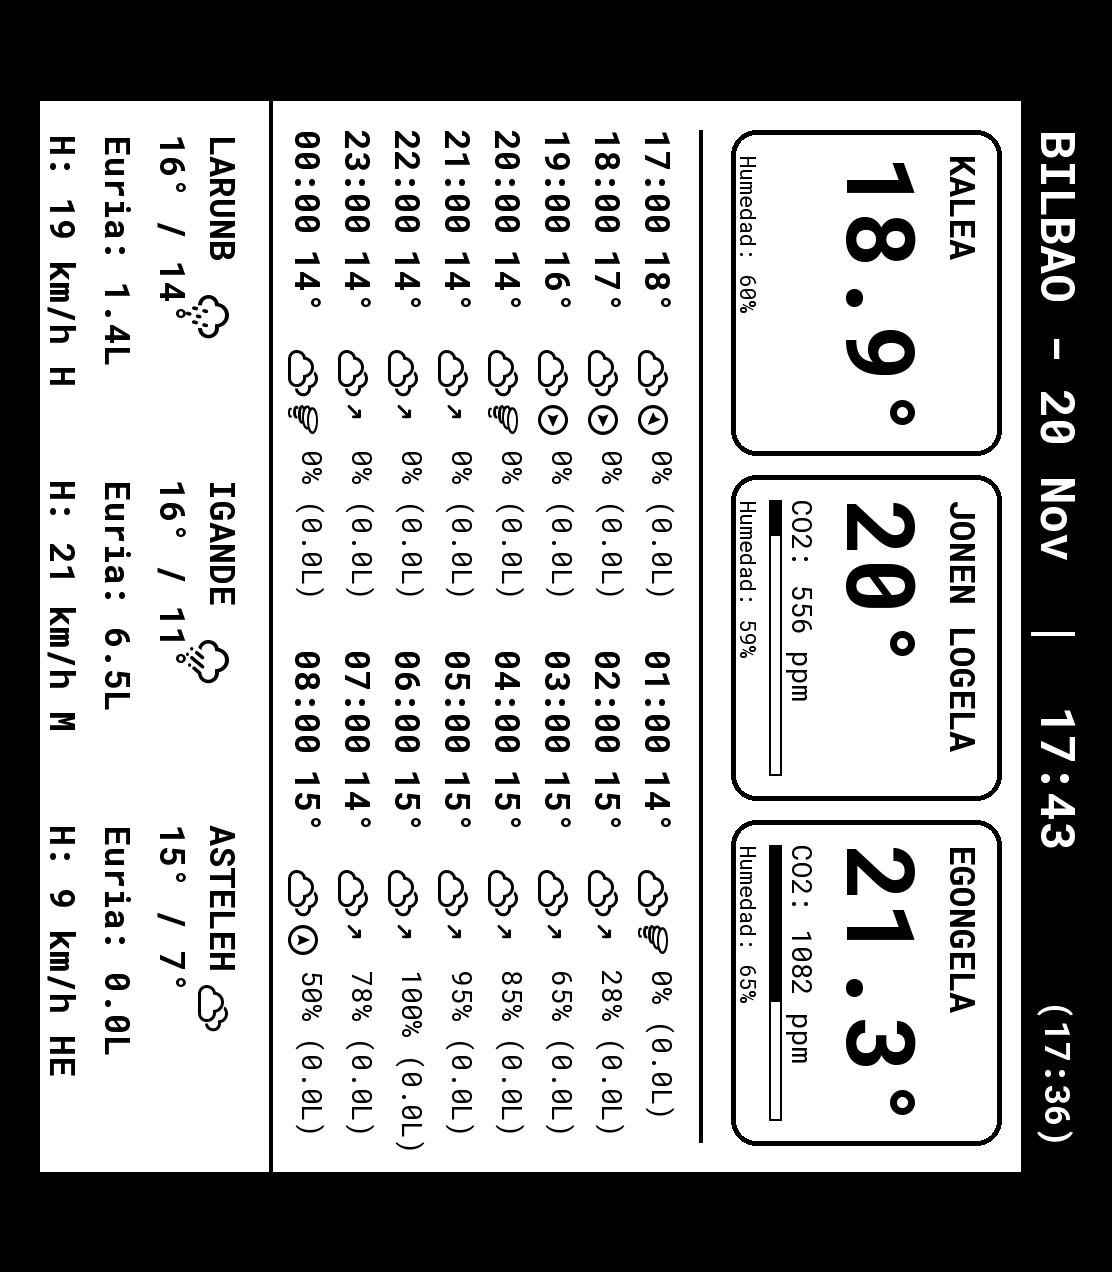 BILBAO - 20 Nov | 17:43 (17:36)
KALEA
18.9°
Humedad: 60%
JONEN LOGELA
20°
CO2: 556 ppm
Humedad: 59%
EGONGELA
21.3°
CO2: 1082 ppm
Humedad: 65%
17:00 18° 0% (0.0L)
18:00 17° 0% (0.0L)
19:00 16° 0% (0.0L)
20:00 14° 0% (0.0L)
21:00 14° 0% (0.0L)
22:00 14° 0% (0.0L)
23:00 14° 0% (0.0L)
00:00 14° 0% (0.0L)
01:00 14° 0% (0.0L)
02:00 15° 28% (0.0L)
03:00 15° 65% (0.0L)
04:00 15° 85% (0.0L)
05:00 15° 95% (0.0L)
06:00 15° 100% (0.0L)
07:00 14° 78% (0.0L)
08:00 15° 50% (0.0L)
LARUNB
16° / 14°
Euria: 1.4L
H: 19 km/h H
IGANDE
16° / 11°
Euria: 6.5L
H: 21 km/h M
ASTELEH
15° / 7°
Euria: 0.0L
H: 9 km/h HE